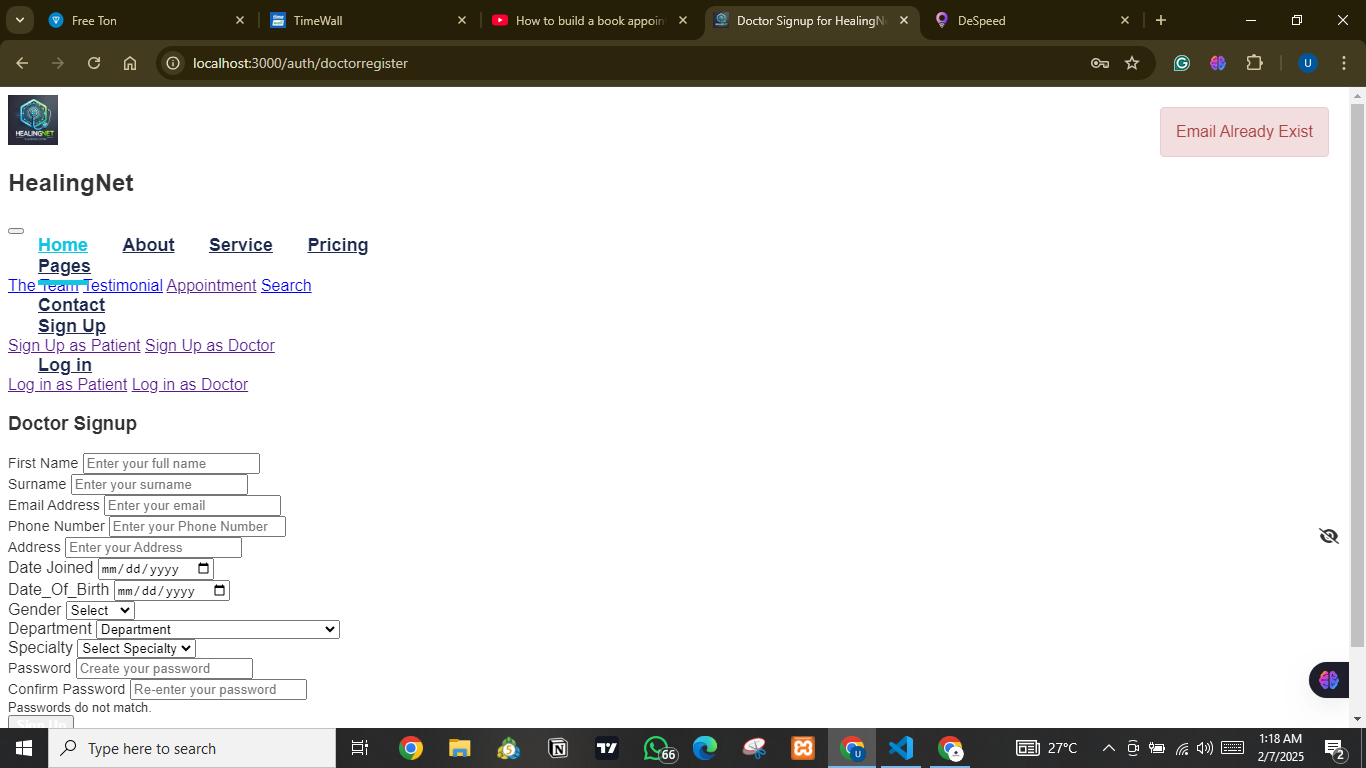 Free Ton
TimeWall
How to build a book appoin
Doctor Signup for HealingNe
DeSpeed
localhost:3000/auth/doctorregister
U
HEALINGNET
Email Already Exist
HealingNet
Home About Service Pricing
Pages
The Team Testimonial Appointment Search
Contact
Sign Up
Sign Up as Patient Sign Up as Doctor
Log in
Log in as Patient Log in as Doctor
Doctor Signup
First Name Enter your full name
Surname Enter your surname
Email Address Enter your email
Phone Number Enter your Phone Number
Address Enter your Address
Date Joined mm/dd/yyyy
Date_Of_Birth mm/dd/yyyy
Gender Select
Department Department
Specialty Select Specialty
Password Create your password
Confirm Password Re-enter your password
Passwords do not match.
Sign Up
Type here to search
66
U
27°C
1:18 AM
2/7/2025
2